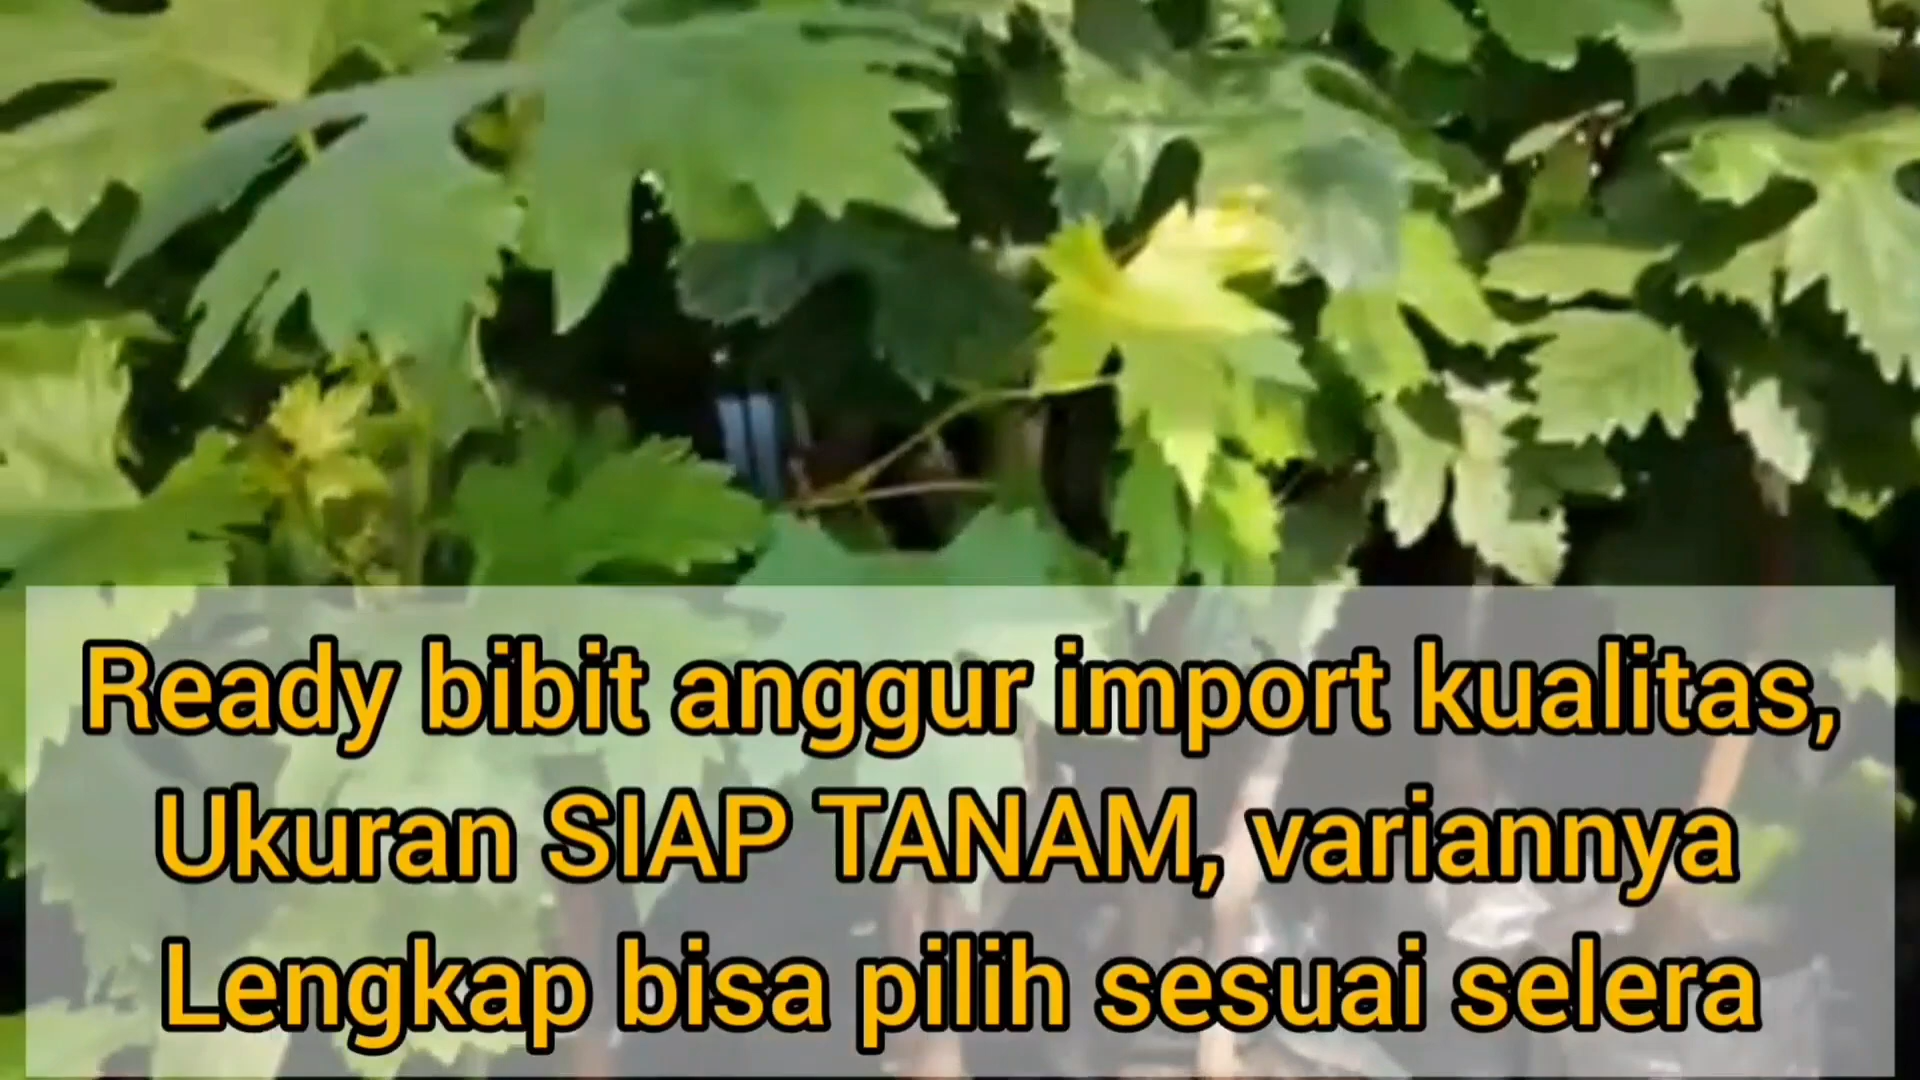 Ready bibit anggur import kualitas,
Ukuran SIAP TANAM, variannya
Lengkap bisa pilih sesuai selera